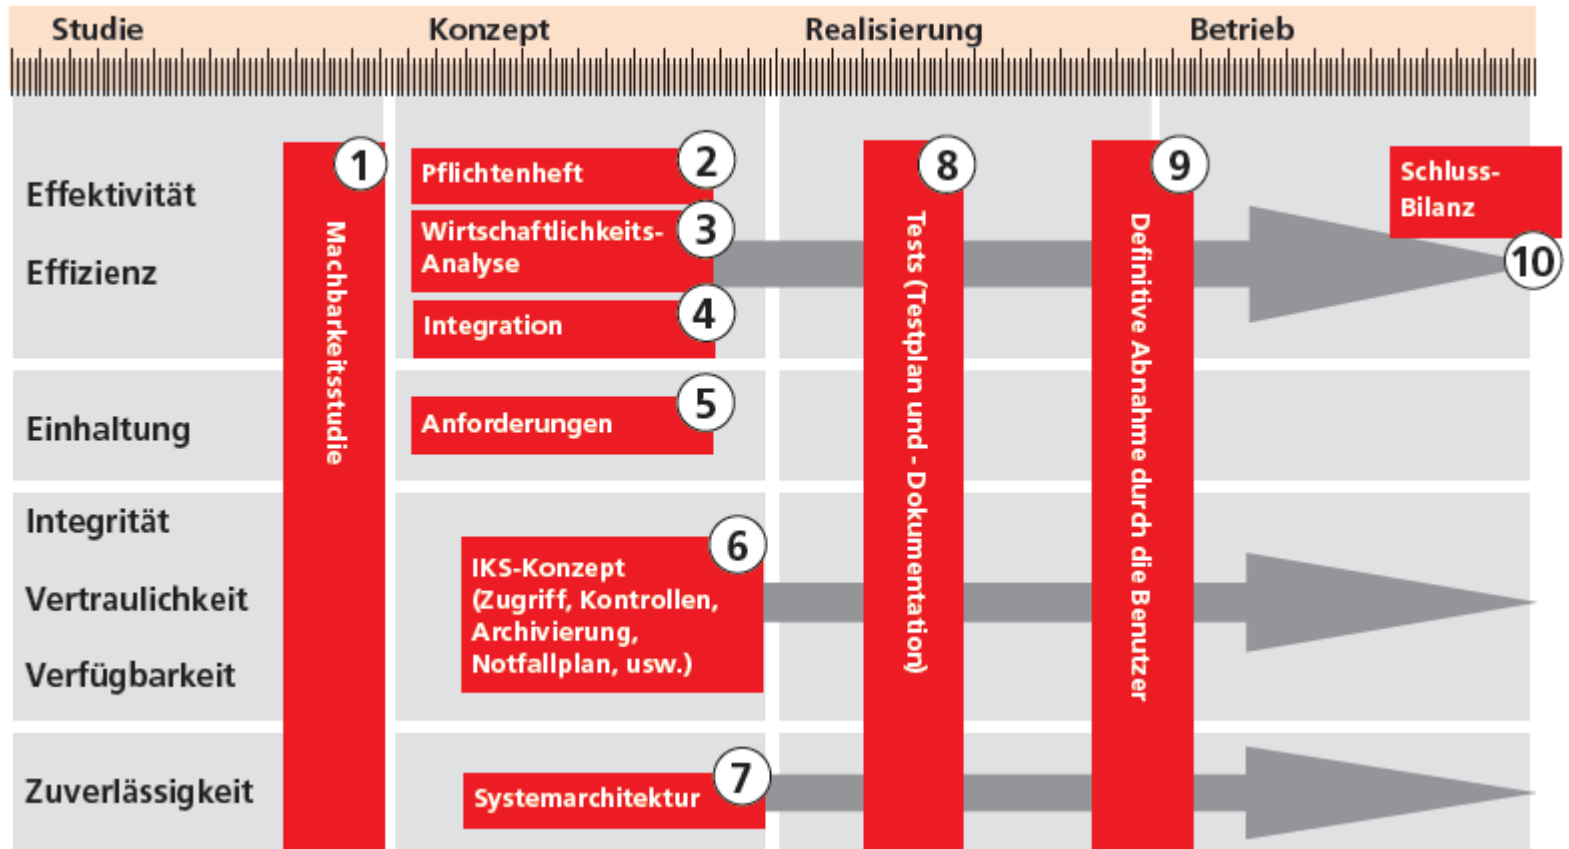 Studie
Konzept
Realisierung
Betrieb
Effektivität
Effizienz
Einhaltung
Integrität
Vertraulichkeit
Verfügbarkeit
Zuverlässigkeit
1
Machbarkeitsstudie
2
Pflichtenheft
3
Wirtschaftlichkeits-
Analyse
4
Integration
5
Anforderungen
6
IKS-Konzept
(Zugriff, Kontrollen,
Archivierung,
Notfallplan, usw.)
7
Systemarchitektur
8
Tests (Testplan und - Dokumentation)
9
Definitive Abnahme durch die Benutzer
Schluss-
Bilanz
10